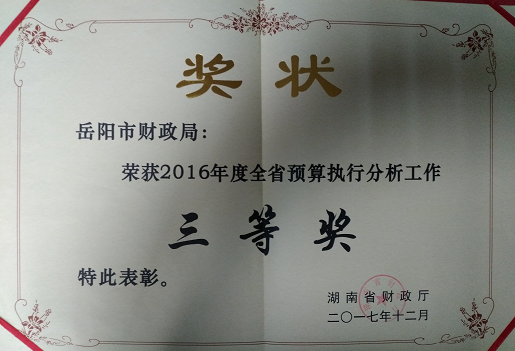 奖状
岳阳市财政局：
荣获2016年度全省预算执行分析工作
三等奖
特此表彰。
湖南省财政厅
二〇一七年十二月